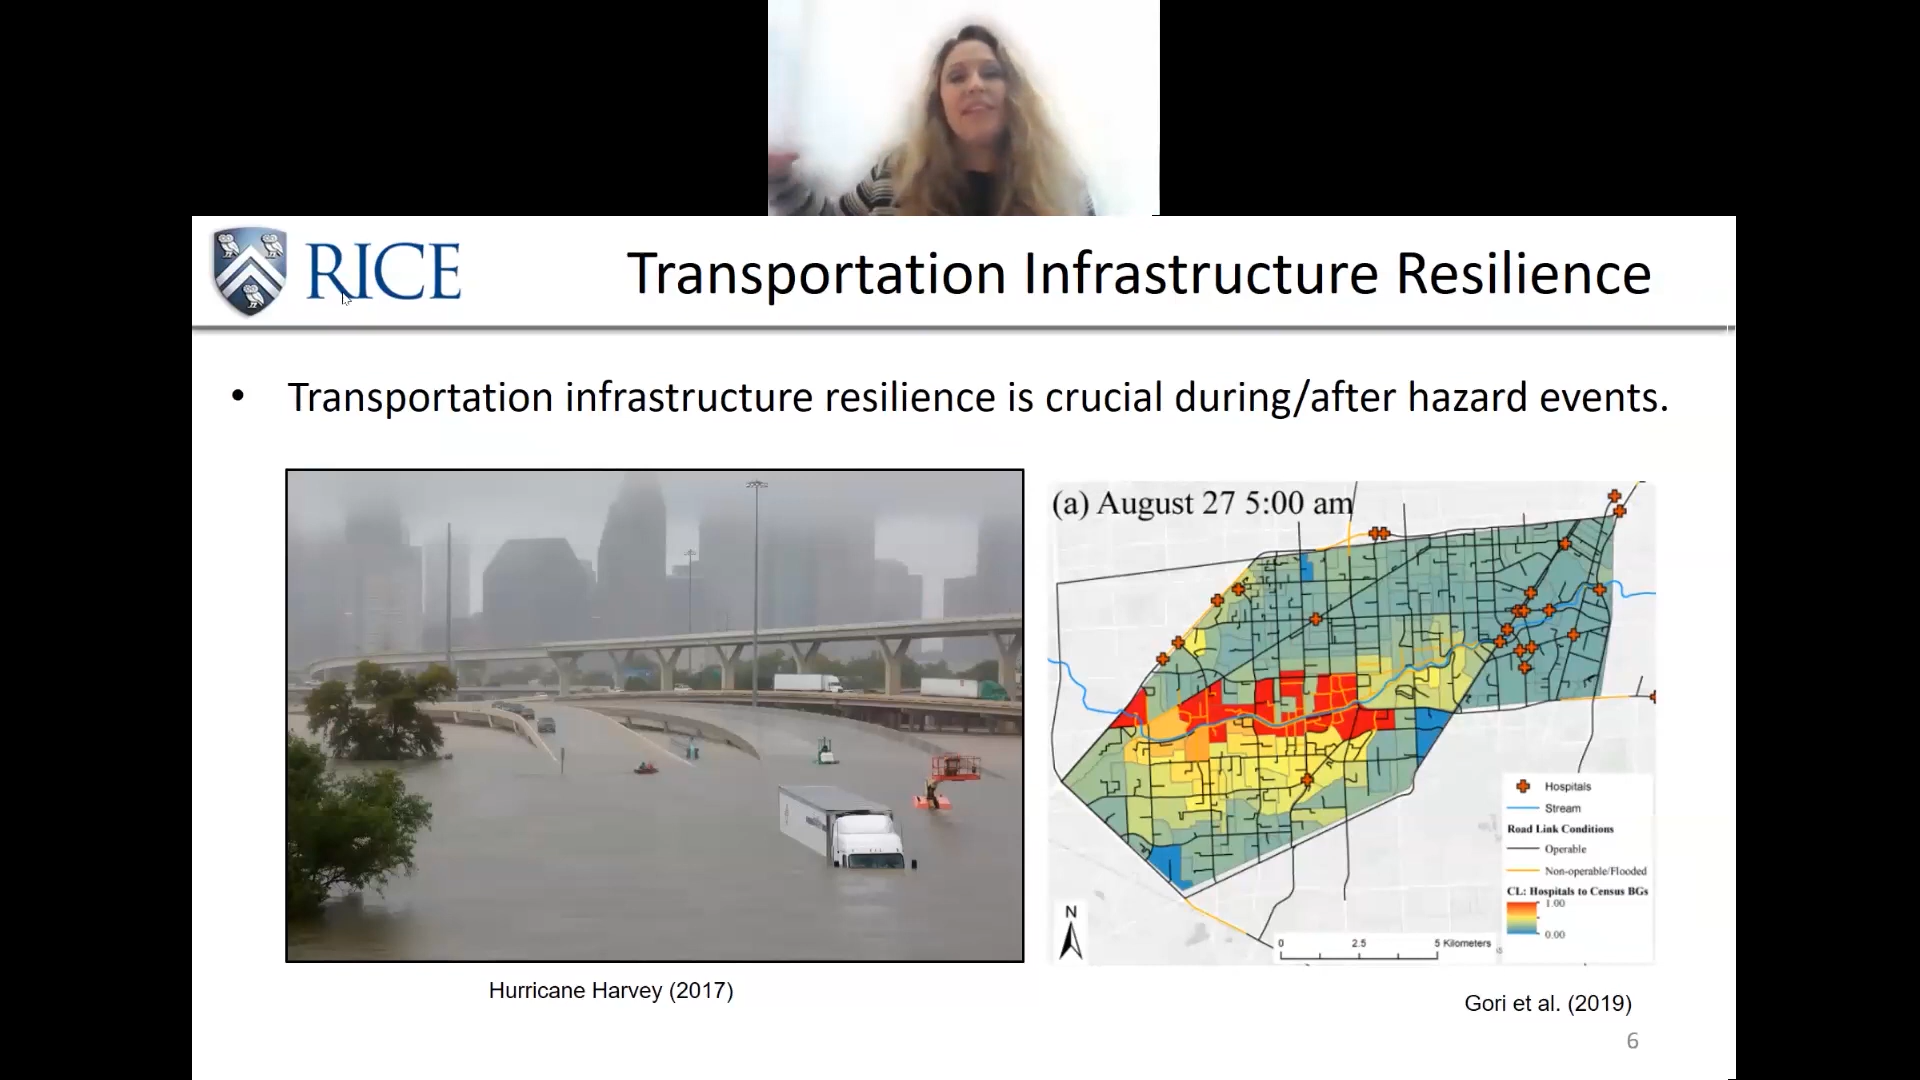 RICE
Transportation Infrastructure Resilience
• Transportation infrastructure resilience is crucial during/after hazard events.
(a) August 27 5:00 am
Hospitals
Stream
Road Link Conditions
Operable
Non-operable/Flooded
CL: Hospitals to Census BGs
1.00
0.00
N
0 2.5 5 Kilometers
Hurricane Harvey (2017)
Gori et al. (2019)
6